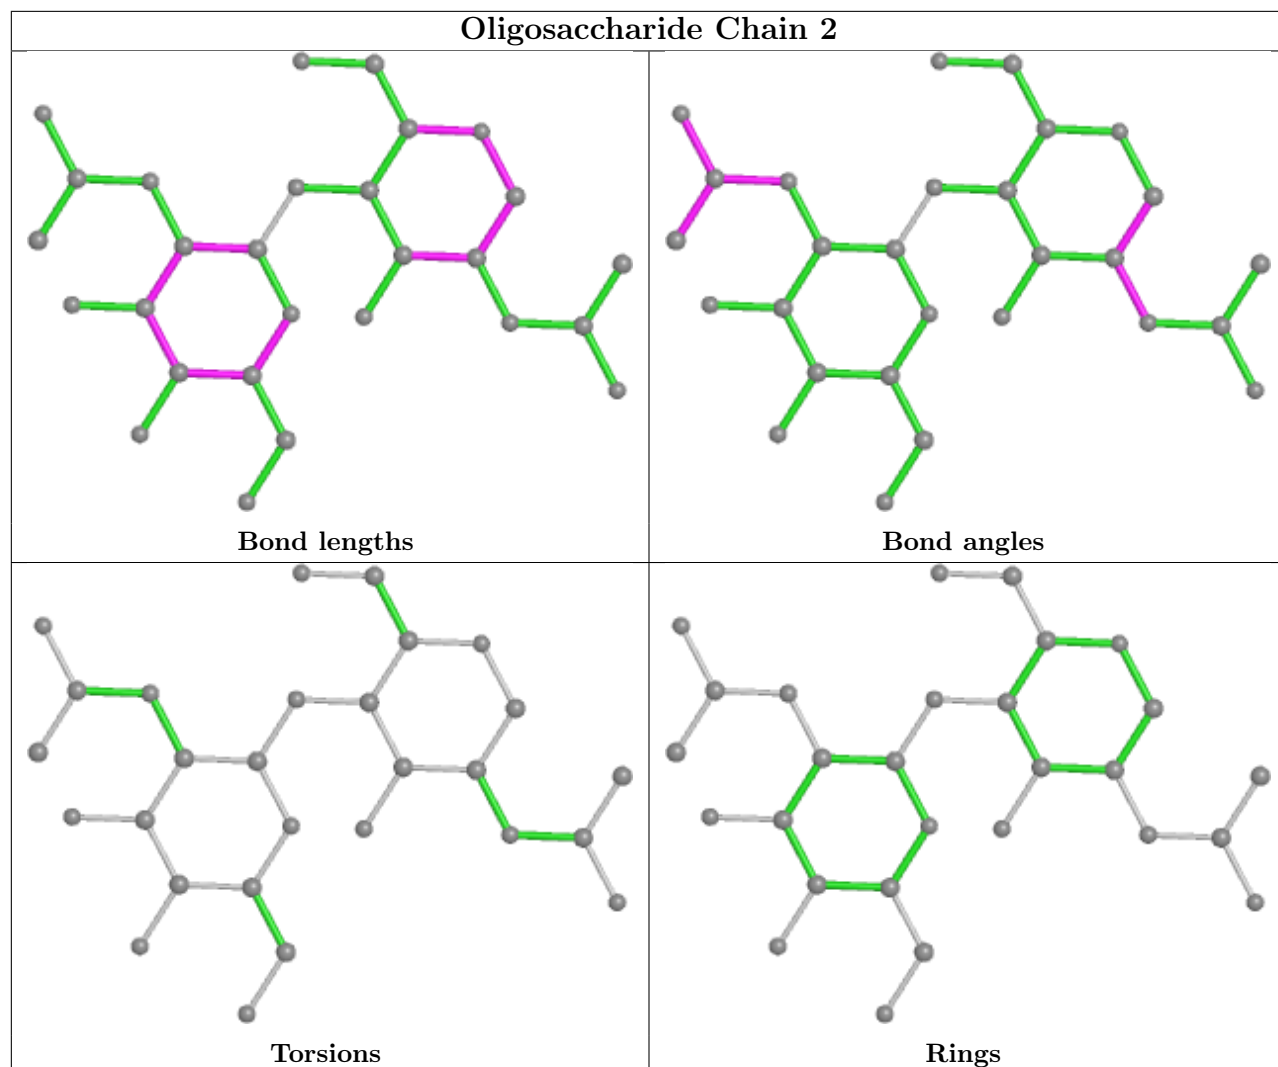 Oligosaccharide Chain 2
Bond lengths
Bond angles
Torsions
Rings